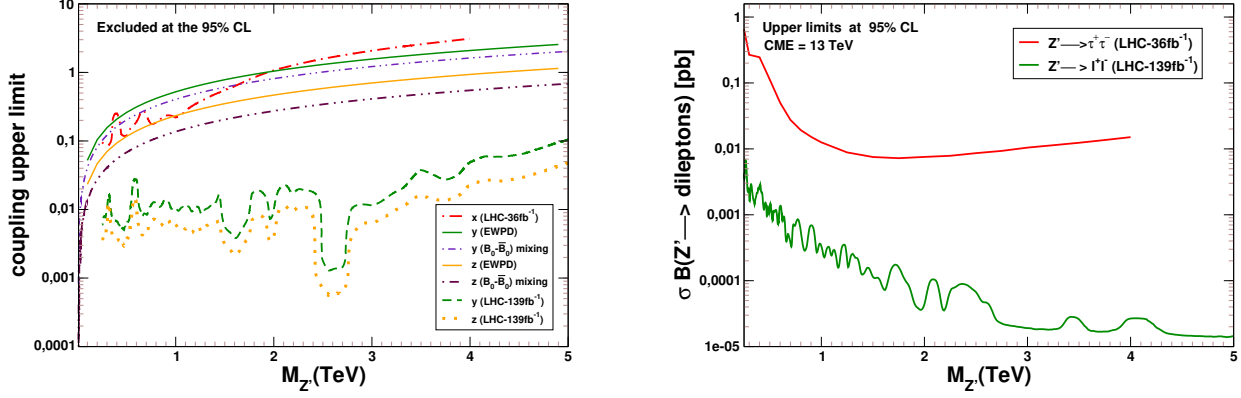 Excluded at the 95% CL
coupling upper limit
10
1
0,1
0,01
0,001
0,0001
x (LHC-36fb⁻¹)
y (EWPD)
y (B₀-B̅₀) mixing
z (EWPD)
z (B₀-B̅₀) mixing
y (LHC-139fb⁻¹)
z (LHC-139fb⁻¹)
1 2 3 4 5
M_Z'(TeV)
Upper limits at 95% CL
CME = 13 TeV
Z'—>τ⁺τ⁻ (LHC-36fb⁻¹)
Z'—> l⁺l⁻ (LHC-139fb⁻¹)
σ B(Z'—> dileptons) [pb]
1
0,1
0,01
0,001
0,0001
1e-05
1 2 3 4 5
M_Z'(TeV)